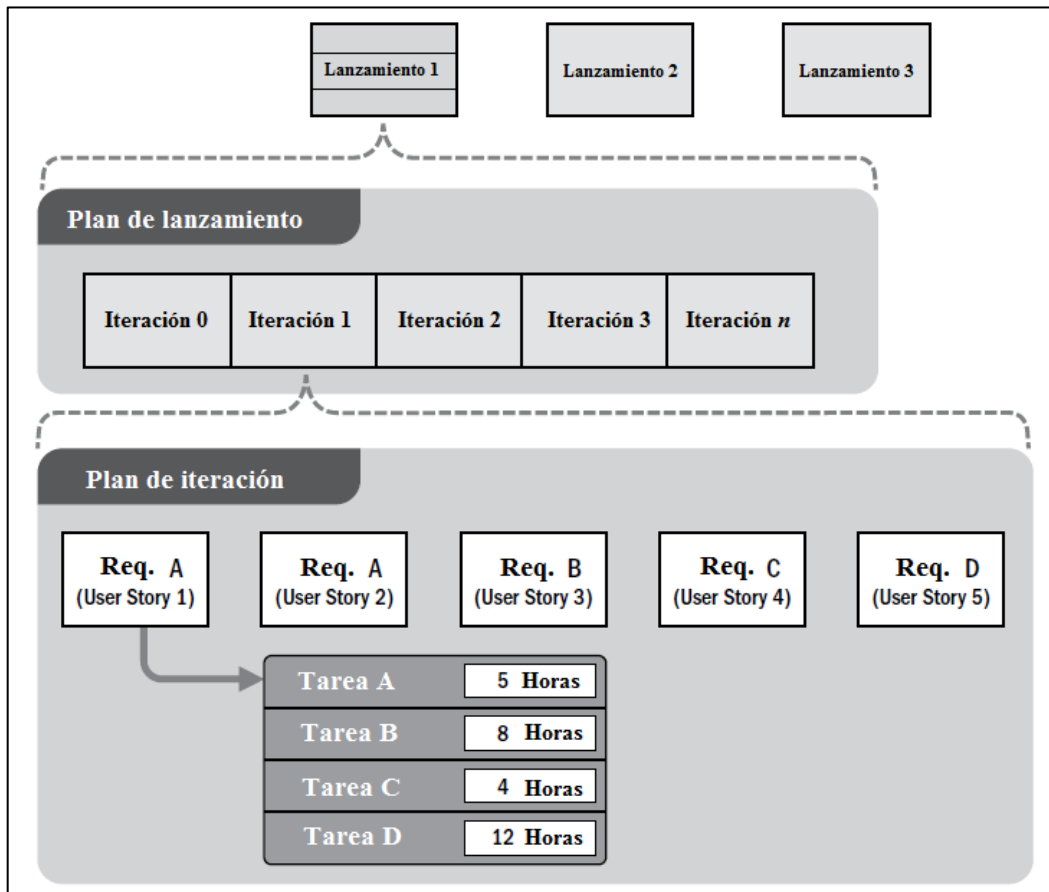 Lanzamiento 1
Lanzamiento 2
Lanzamiento 3
Plan de lanzamiento
Iteración 0
Iteración 1
Iteración 2
Iteración 3
Iteración n
Plan de iteración
Req. A
(User Story 1)
Req. A
(User Story 2)
Req. B
(User Story 3)
Req. C
(User Story 4)
Req. D
(User Story 5)
Tarea A
5 Horas
Tarea B
8 Horas
Tarea C
4 Horas
Tarea D
12 Horas